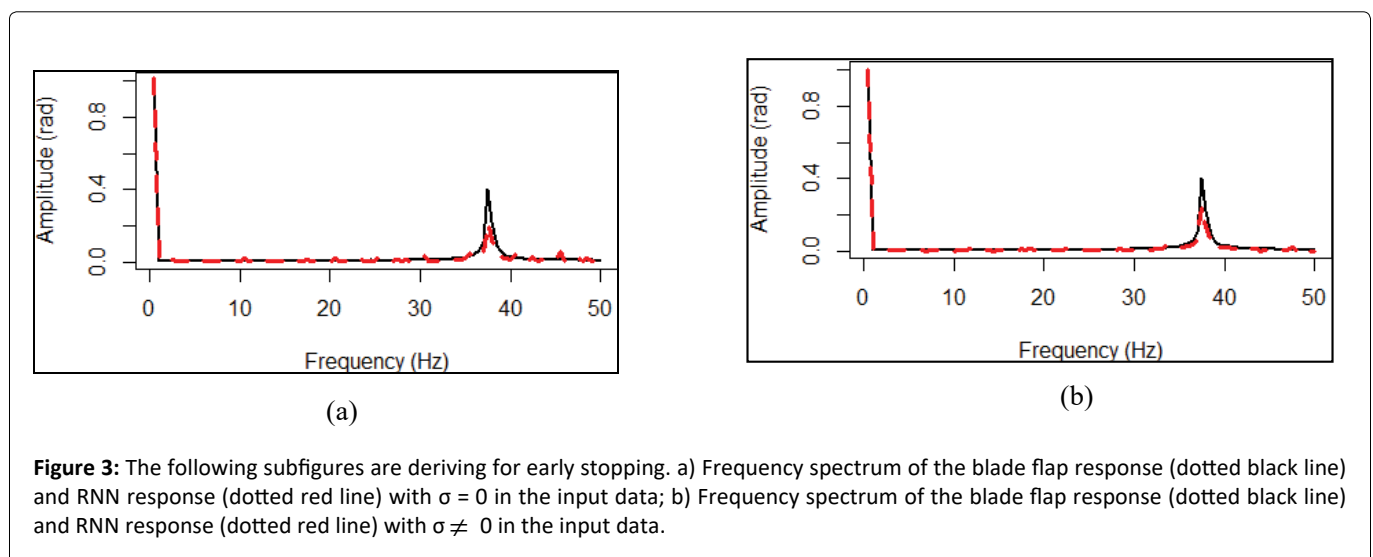 Amplitude (rad)
0.8
0.4
0.0
0 10 20 30 40 50
Frequency (Hz)
(a)
Amplitude (rad)
0.8
0.4
0.0
0 10 20 30 40 50
Frequency (Hz)
(b)
Figure 3: The following subfigures are deriving for early stopping. a) Frequency spectrum of the blade flap response (dotted black line)
and RNN response (dotted red line) with σ = 0 in the input data; b) Frequency spectrum of the blade flap response (dotted black line)
and RNN response (dotted red line) with σ ≠ 0 in the input data.